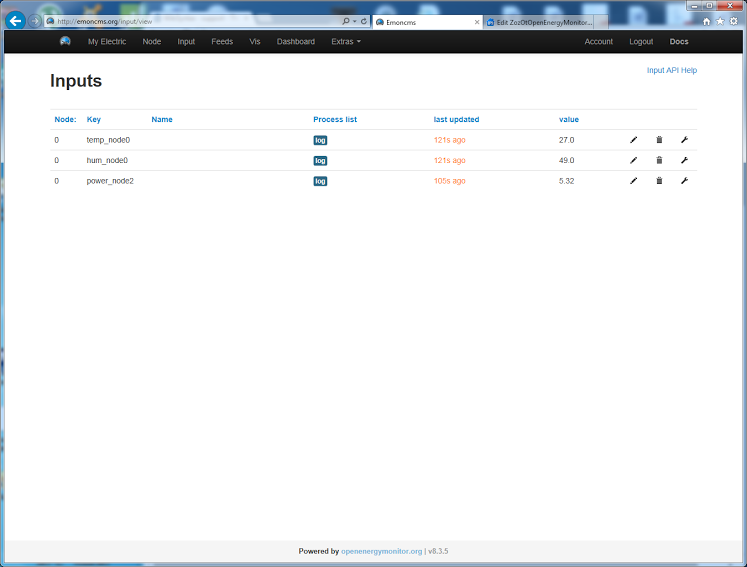 http://emoncms.org/input/view
Emoncms
Edit ZozOtOpenEnergyMonitor...
My Electric Node Input Feeds Vis Dashboard Extras Account Logout Docs
Input API Help
Inputs
Node: Key Name Process list last updated value
0 temp_node0 log 121s ago 27.0
0 hum_node0 log 121s ago 49.0
0 power_node2 log 105s ago 5.32
Powered by openenergymonitor.org | v8.3.5